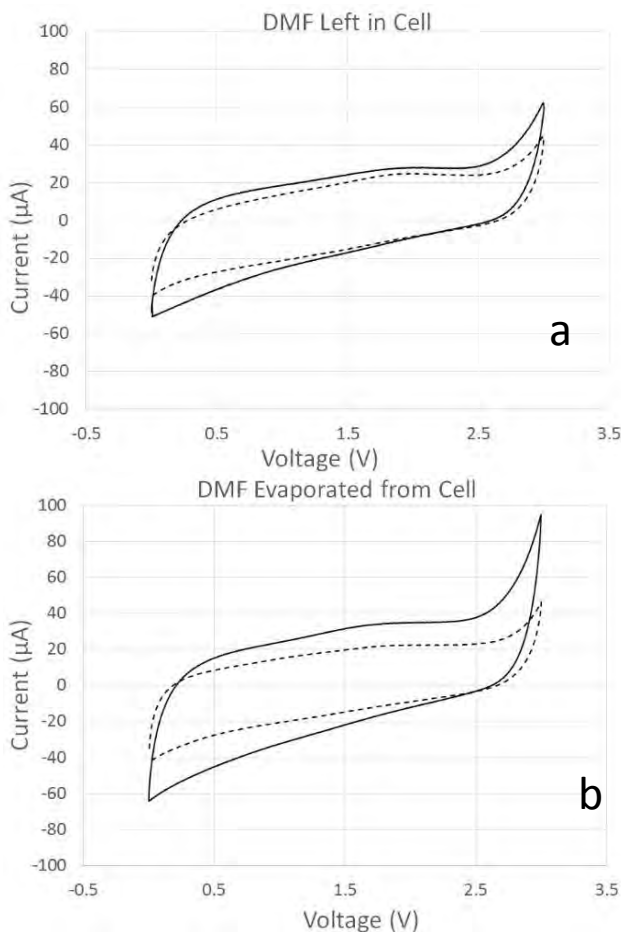 DMF Left in Cell
100
80
60
40
20
0
-20
-40
-60
-80
-100
Current (µA)
-0.5 0.5 1.5 2.5 3.5
Voltage (V)
a
DMF Evaporated from Cell
100
80
60
40
20
0
-20
-40
-60
-80
-100
Current (µA)
-0.5 0.5 1.5 2.5 3.5
Voltage (V)
b